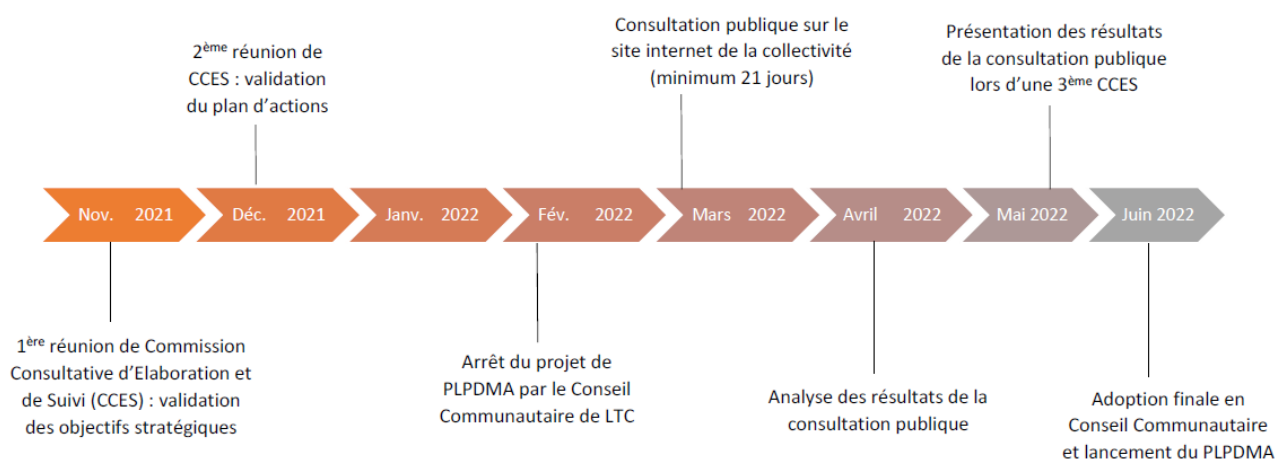 2ème réunion de
CCES : validation
du plan d'actions
Consultation publique sur le
site internet de la collectivité
(minimum 21 jours)
Présentation des résultats
de la consultation publique
lors d'une 3ème CCES
Nov. 2021
Déc. 2021
Janv. 2022
Fév. 2022
Mars 2022
Avril 2022
Mai 2022
Juin 2022
1ère réunion de Commission
Consultative d'Elaboration et
de Suivi (CCES) : validation
des objectifs stratégiques
Arrêt du projet de
PLPDMA par le Conseil
Communautaire de LTC
Analyse des résultats de la
consultation publique
Adoption finale en
Conseil Communautaire
et lancement du PLPDMA